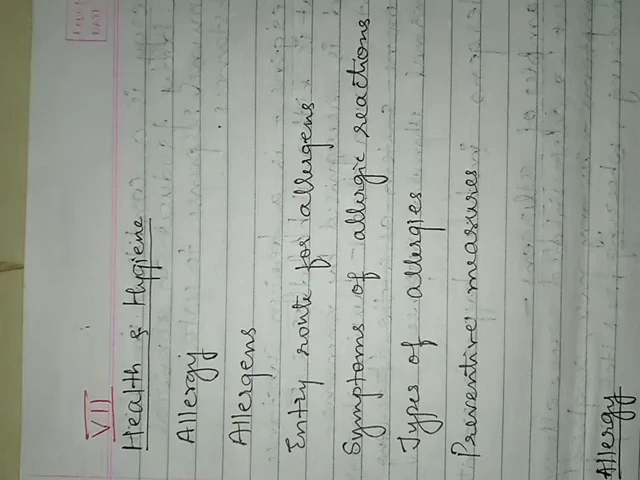 VII
Health & Hygiene
Allergy
Allergens
Entry route for allergens
Symptoms of allergic reactions
Types of allergies
Preventive measures
Allergy